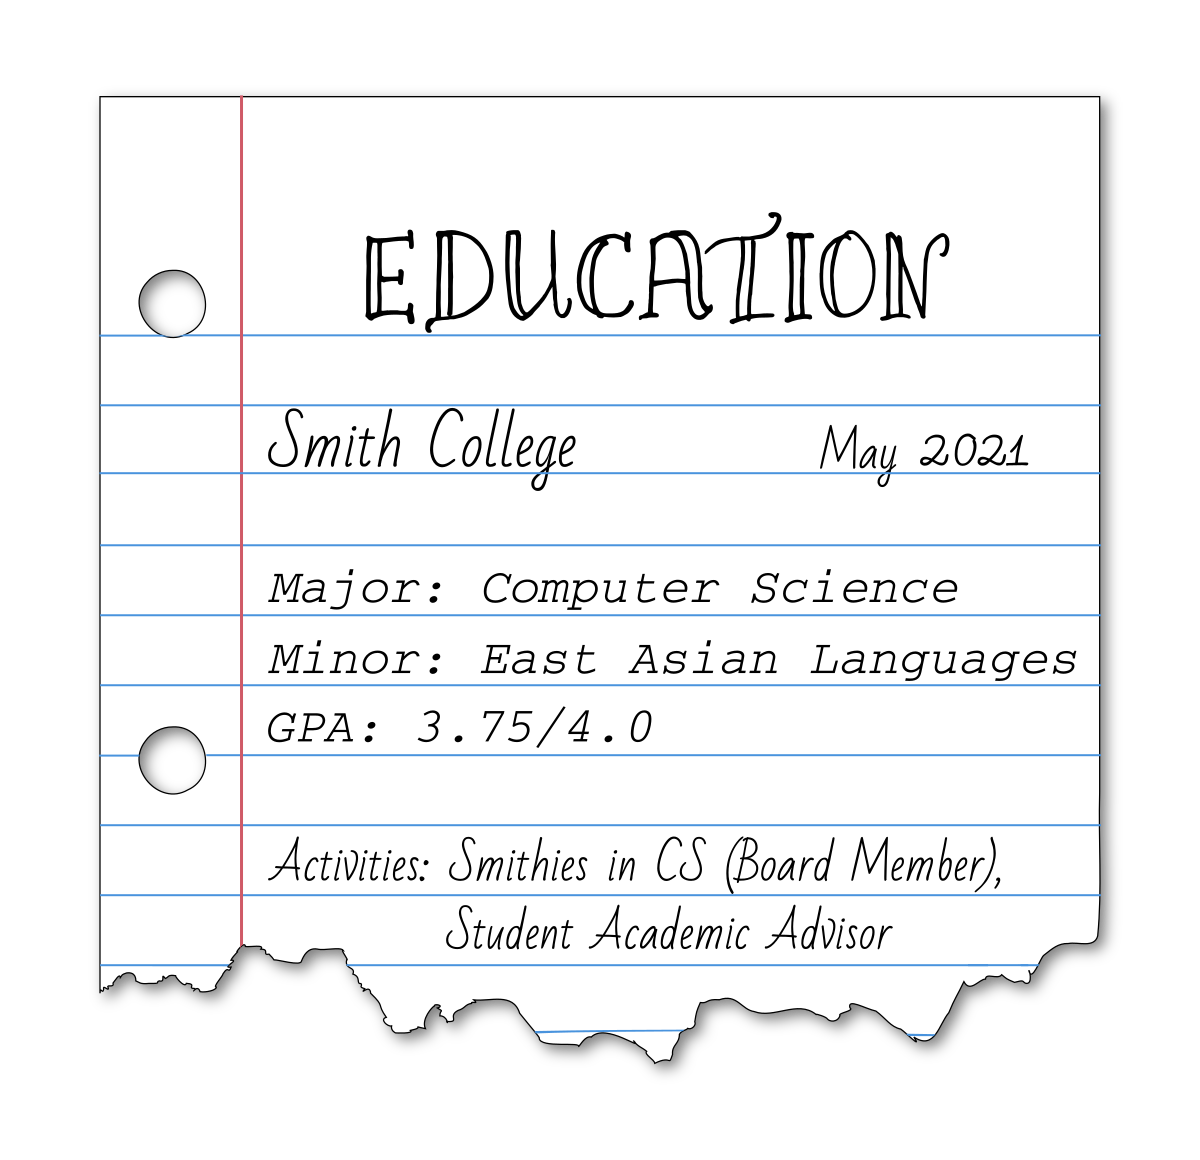 EDUCATION
Smith College May 2021
Major: Computer Science
Minor: East Asian Languages
GPA: 3.75/4.0
Activities: Smithies in CS (Board Member),
Student Academic Advisor